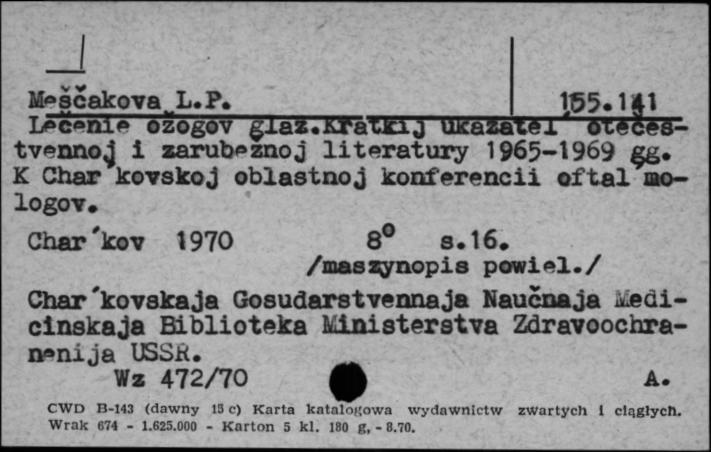 Meščakova L.P. 155.141
Lečenie ožogov glaz.Kratkij ukazatel' otečes-
tvennoj i zarubežnoj literatury 1965-1969 gg.
K Char'kovskoj oblastnoj konferencii oftal'mo-
logov.
Char'kov 1970 8° s.16.
/maszynopis powiel./
Char'kovskaja Gosudarstvennaja Naučnaja Medi-
cinskaja Biblioteka Ministerstva Zdravoochra-
nenija USSR.
Wz 472/70 A.
CWD B-143 (dawny 15 c) Karta katalogowa wydawnictw zwartych i ciągłych.
Wrak 674 - 1.625.000 - Karton 5 kl. 180 g, - 8.70.